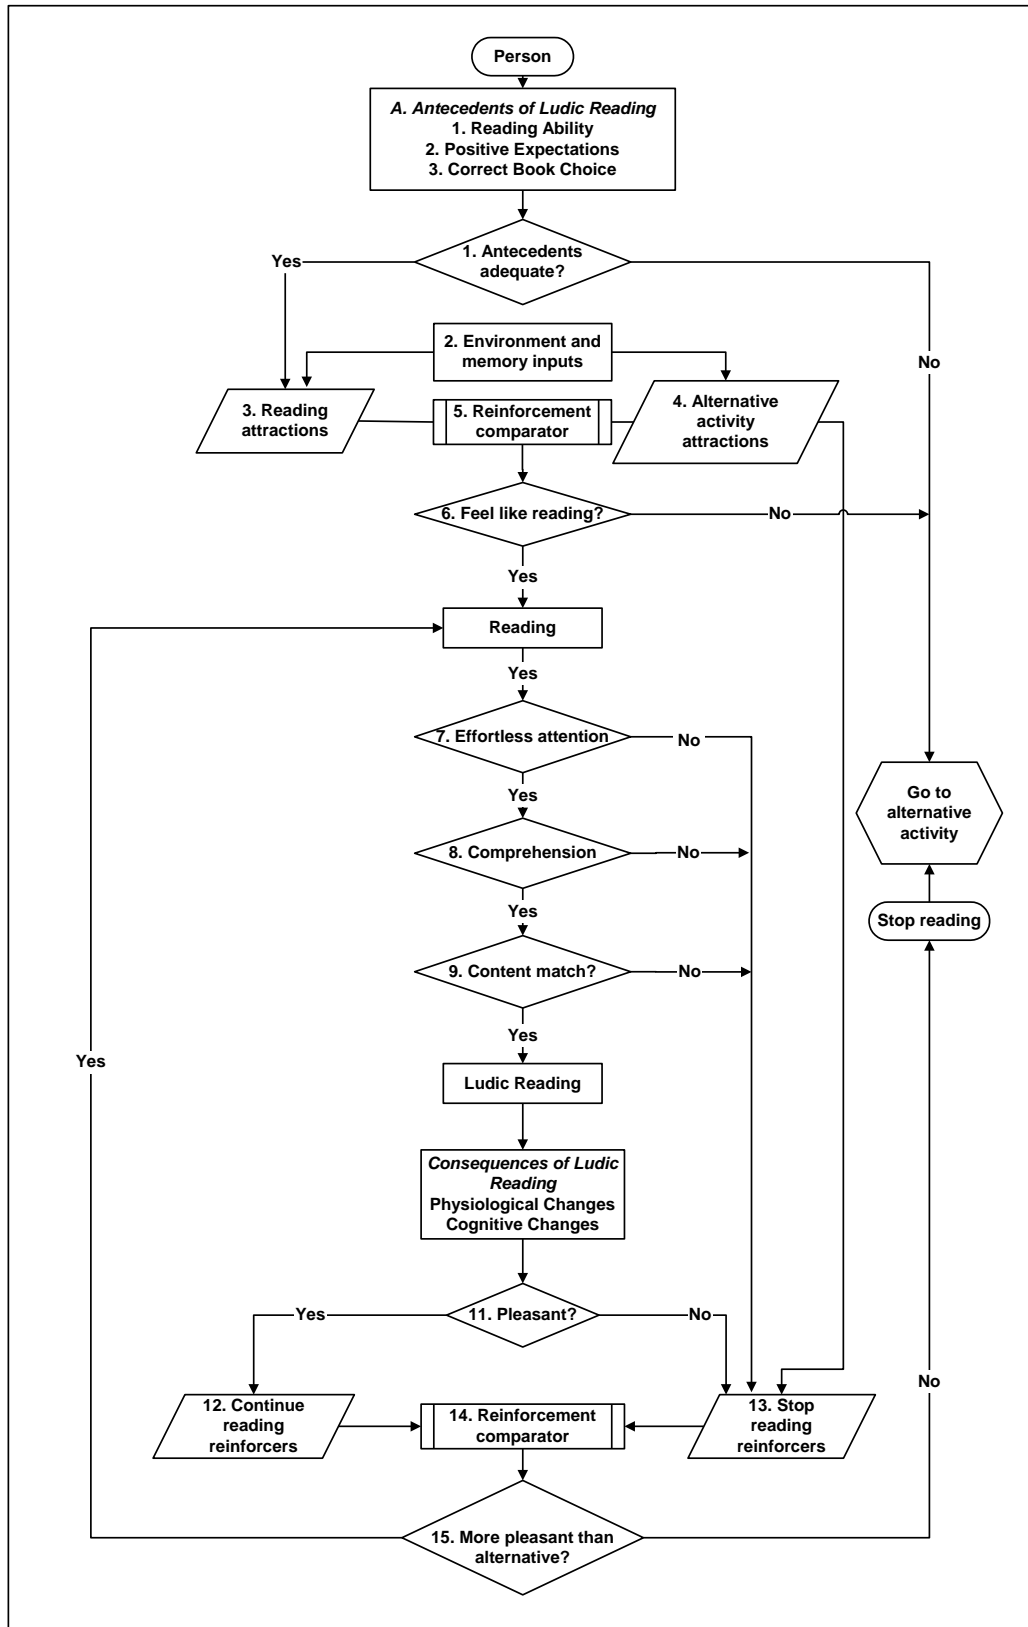 Person
A. Antecedents of Ludic Reading
1. Reading Ability
2. Positive Expectations
3. Correct Book Choice
1. Antecedents
adequate?
Yes
No
2. Environment and
memory inputs
3. Reading
attractions
5. Reinforcement
comparator
4. Alternative
activity
attractions
6. Feel like reading?
No
Yes
Reading
Yes
7. Effortless attention
No
Yes
Go to
alternative
activity
8. Comprehension
No
Yes
Stop reading
9. Content match?
No
Yes
Yes
Ludic Reading
Consequences of Ludic
Reading
Physiological Changes
Cognitive Changes
Yes
11. Pleasant?
No
No
12. Continue
reading
reinforcers
14. Reinforcement
comparator
13. Stop
reading
reinforcers
15. More pleasant than
alternative?